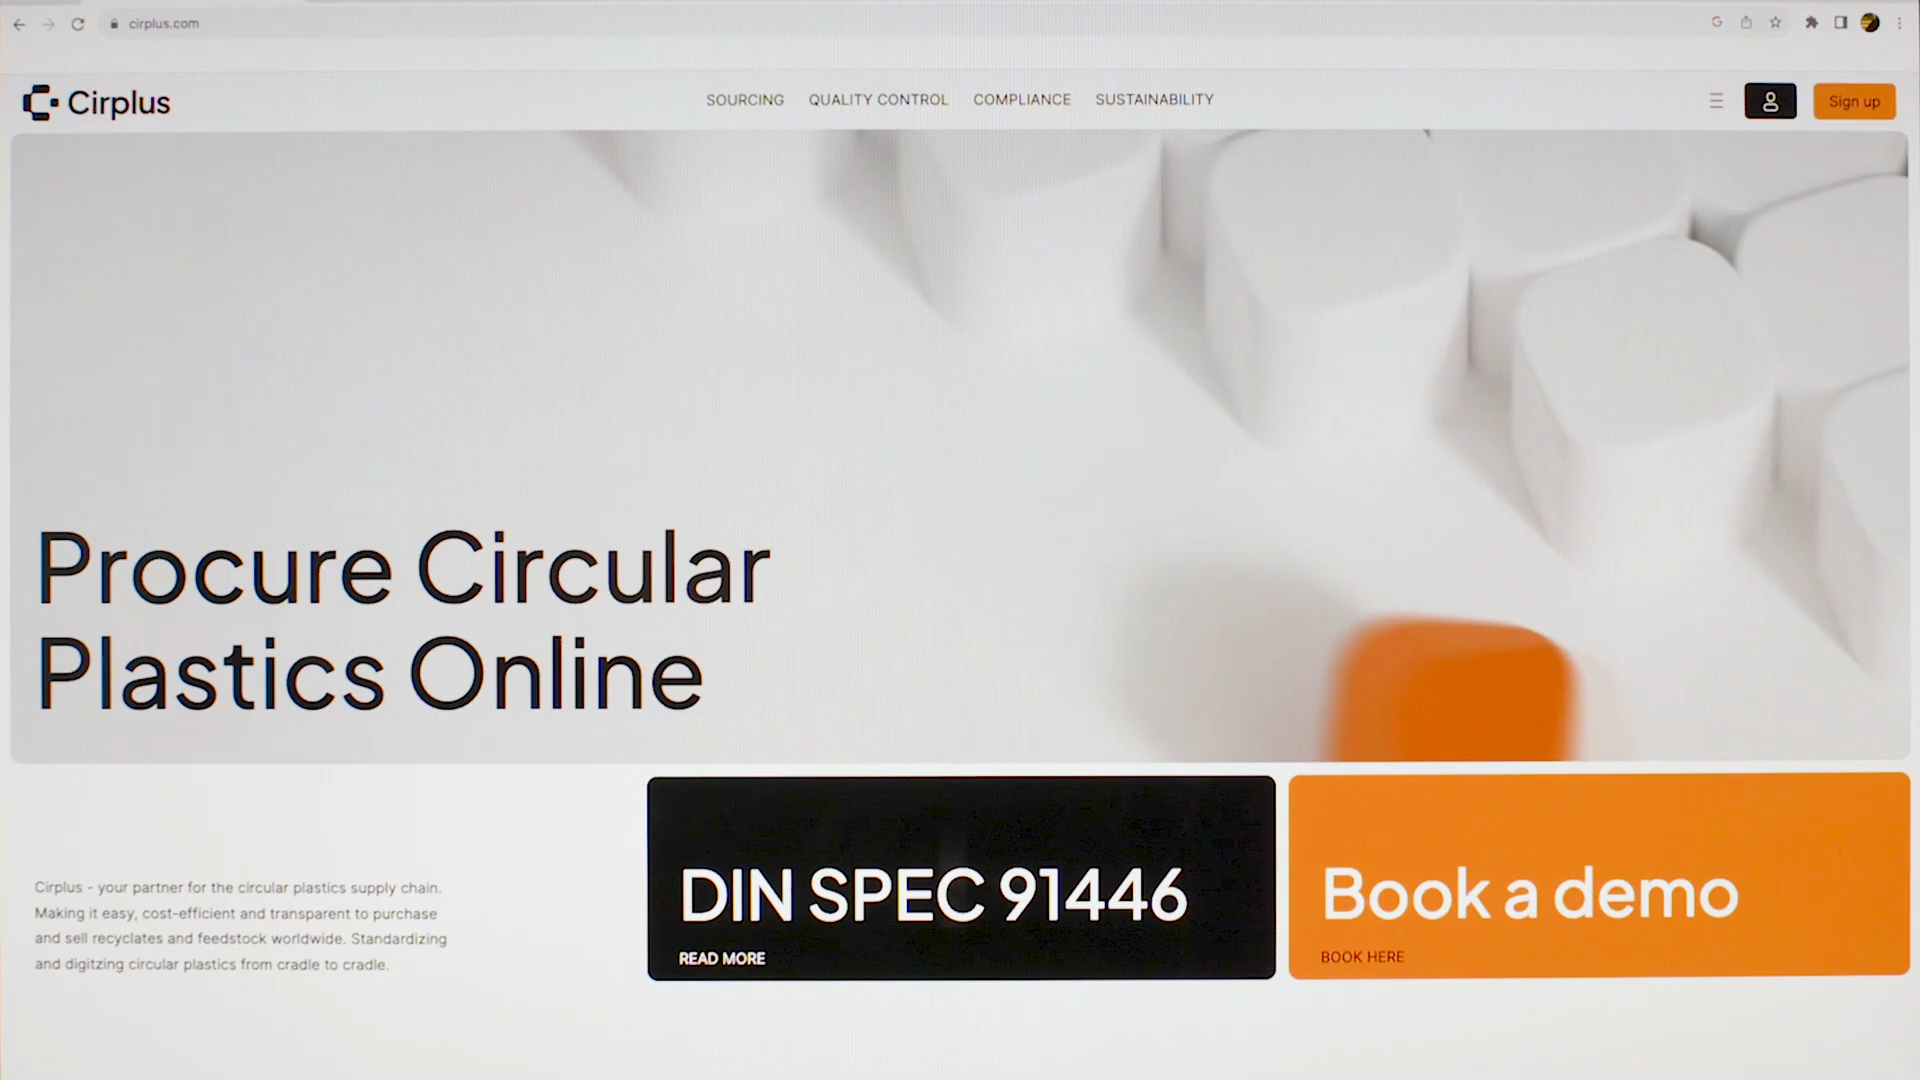 cirplus.com
Cirplus
SOURCING QUALITY CONTROL COMPLIANCE SUSTAINABILITY
Sign up
Procure Circular
Plastics Online
Cirplus - your partner for the circular plastics supply chain.
Making it easy, cost-efficient and transparent to purchase
and sell recyclates and feedstock worldwide. Standardizing
and digitzing circular plastics from cradle to cradle.
DIN SPEC 91446
READ MORE
Book a demo
BOOK HERE